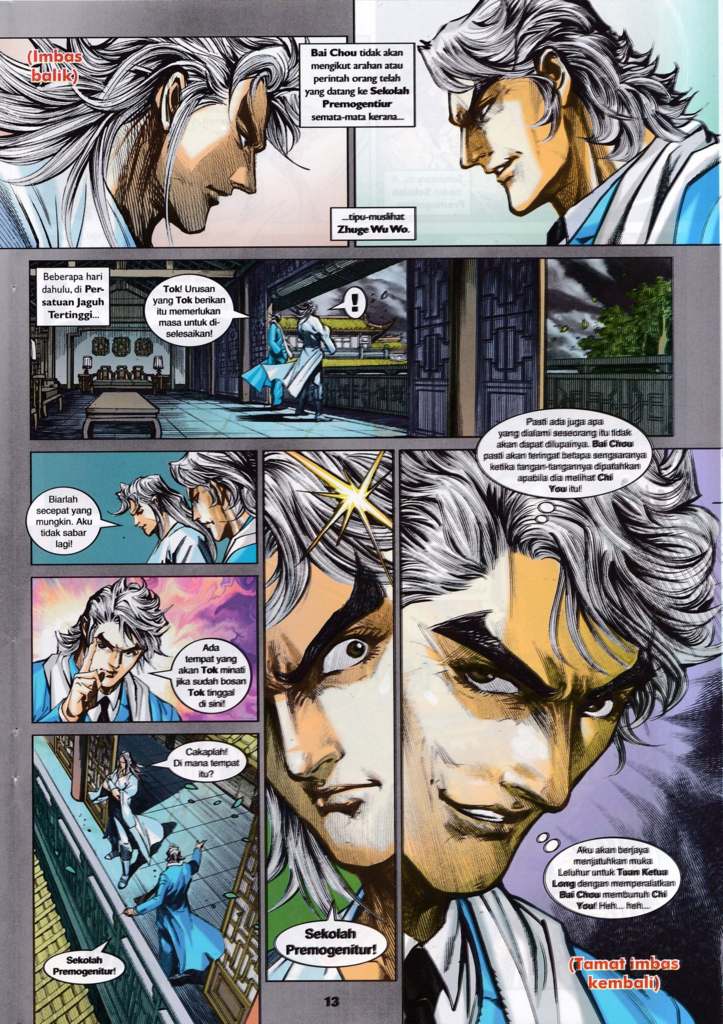 (Imbas
balik)
Bai Chou tidak akan
mengikut arahan atau
perintah orang telah
yang datang ke Sekolah
Premogentiur
semata-mata kerana...
...tipu-muslihat
Zhuge Wu Wo.
Beberapa hari
dahulu, di Per-
satuan Jaguh
Tertinggi...
Tok! Urusan
yang Tok berikan
itu memerlukan
masa untuk di-
selesaikan!
!
Biarlah
secepat yang
mungkin. Aku
tidak sabar
lagi!
Ada
tempat yang
akan Tok minati
jika sudah bosan
Tok tinggal
di sini!
Cakaplah!
Di mana tempat
itu?
Sekolah
Premogenitur!
Sekolah
Premogenitur!
Pasti ada juga apa
yang dialami seseorang itu tidak
akan dapat dilupainya. Bai Chou
pasti akan teringat betapa sengsaranya
ketika tangan-tangannya dipatahkan
apabila dia melihat Chi
You itu!
Aku akan berjaya
menjatuhkan muka
Leluhur untuk Tuan Ketua
Long dengan memperalatkan
Bai Chou membunuh Chi
You! Heh... heh...
(Tamat imbas
kembali)
13